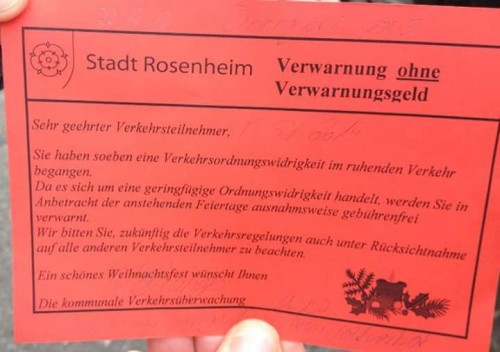 Stadt Rosenheim
Verwarnung ohne
Verwarnungsgeld
Sehr geehrter Verkehrsteilnehmer,
Sie haben soeben eine Verkehrsordnungswidrigkeit im ruhenden Verkehr
begangen.
Da es sich um eine geringfügige Ordnungswidrigkeit handelt, werden Sie in
Anbetracht der anstehenden Feiertage ausnahmsweise gebührenfrei
verwarnt.
Wir bitten Sie, zukünftig die Verkehrsregelungen auch unter Rücksichtnahme
auf alle anderen Verkehrsteilnehmer zu beachten.
Ein schönes Weihnachtsfest wünscht Ihnen
Die kommunale Verkehrsüberwachung